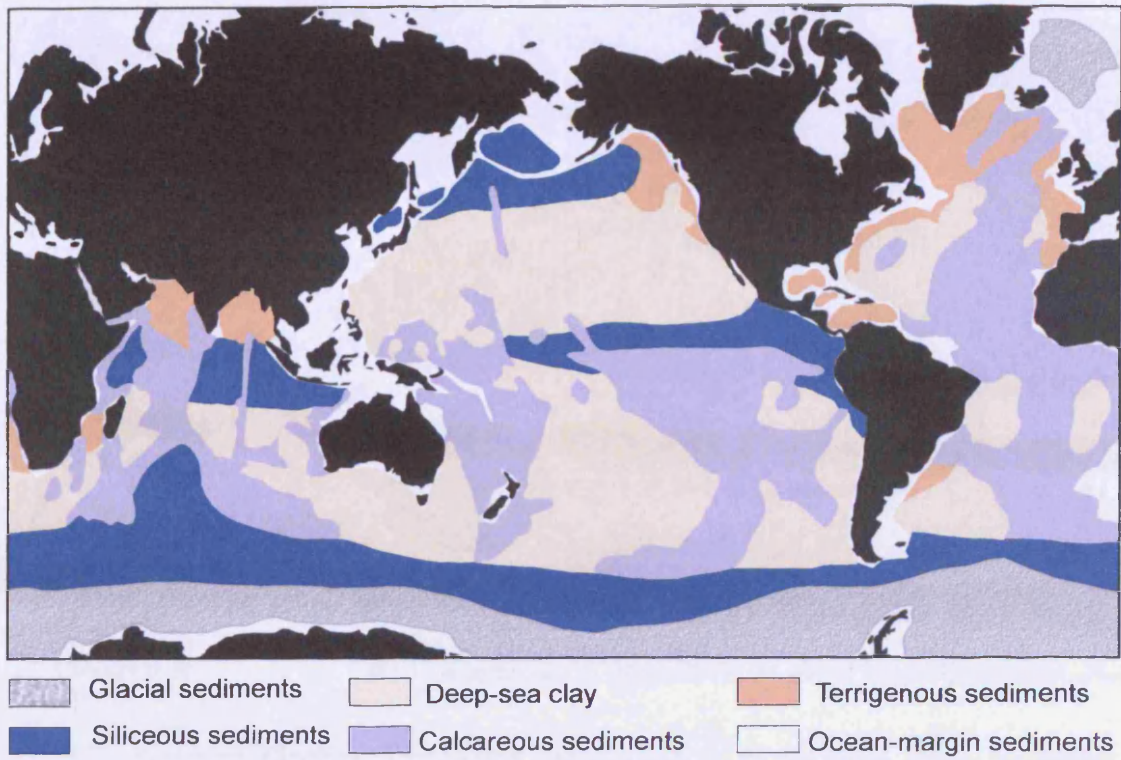 Glacial sediments
Deep-sea clay
Terrigenous sediments
Siliceous sediments
Calcareous sediments
Ocean-margin sediments